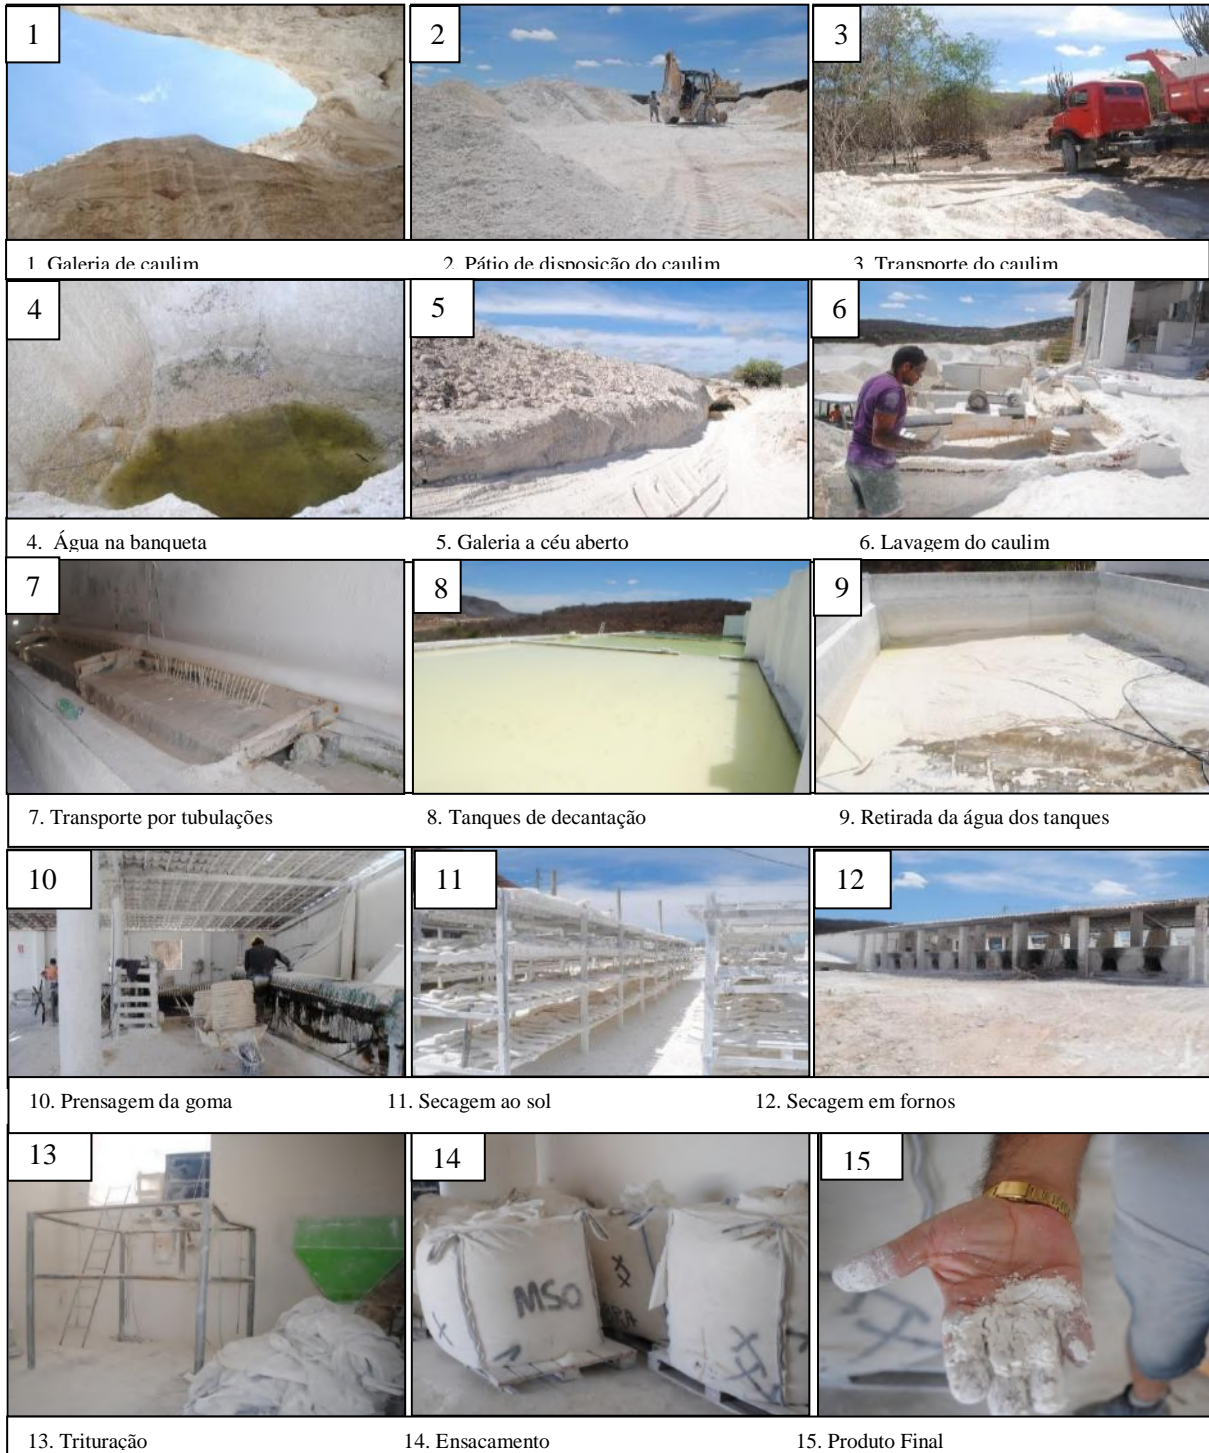 1
2
3
1. Galeria de caulim
2. Pátio de disposição do caulim
3. Transporte do caulim
4
5
6
4. Água na banqueta
5. Galeria a céu aberto
6. Lavagem do caulim
7
8
9
7. Transporte por tubulações
8. Tanques de decantação
9. Retirada da água dos tanques
10
11
12
10. Prensagem da goma
11. Secagem ao sol
12. Secagem em fornos
13
14
15
MSO
13. Trituração
14. Ensacamento
15. Produto Final